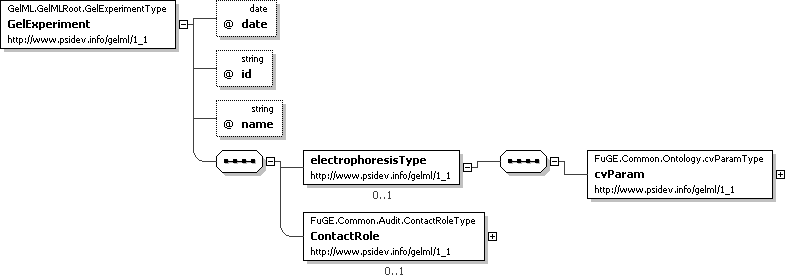 GelML.GelMLRoot.GelExperimentType
GelExperiment
http://www.psidev.info/gelml/1_1
date
@ date
string
@ id
string
@ name
electrophoresisType
http://www.psidev.info/gelml/1_1
0..1
FuGE.Common.Ontology.cvParamType
cvParam
http://www.psidev.info/gelml/1_1
FuGE.Common.Audit.ContactRoleType
ContactRole
http://www.psidev.info/gelml/1_1
0..1